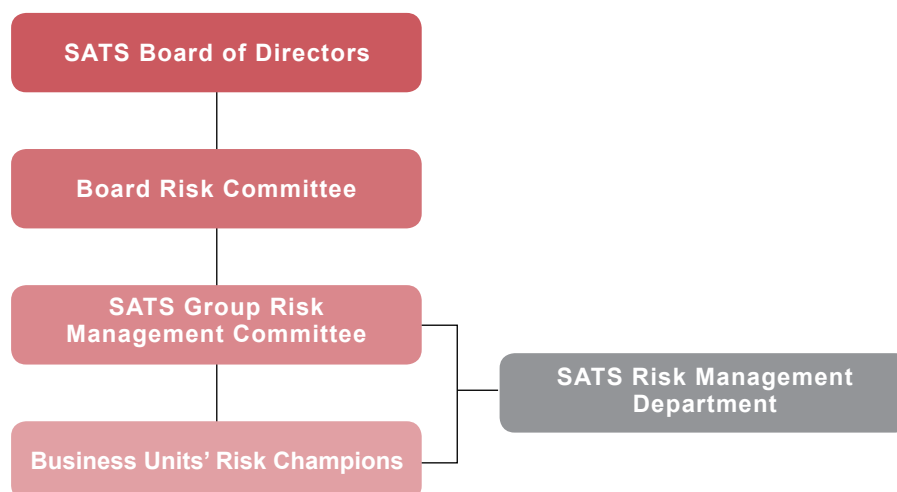 SATS Board of Directors
Board Risk Committee
SATS Group Risk
Management Committee
SATS Risk Management
Department
Business Units’ Risk Champions